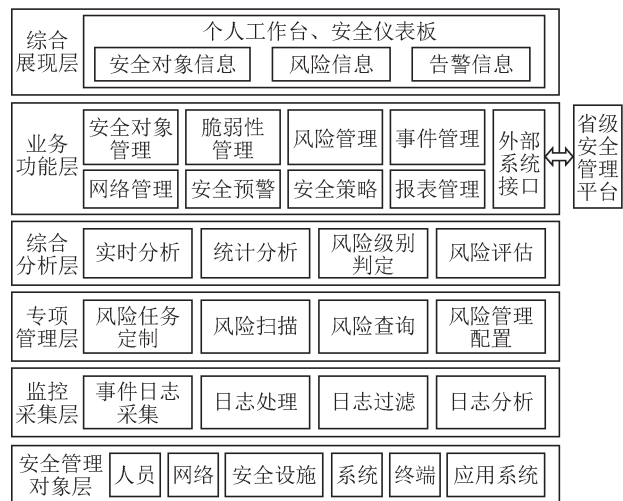 综合
展现层
个人工作台、安全仪表板
安全对象信息
风险信息
告警信息
业务
功能层
安全对象
管理
脆弱性
管理
风险管理
事件管理
网络管理
安全预警
安全策略
报表管理
外部
系统
接口
省级
安全
管理
平台
综合
分析层
实时分析
统计分析
风险级别
判定
风险评估
专项
管理层
风险任务
定制
风险扫描
风险查询
风险管理
配置
监控
采集层
事件日志
采集
日志处理
日志过滤
日志分析
安全管理
对象层
人员
网络
安全设施
系统
终端
应用系统